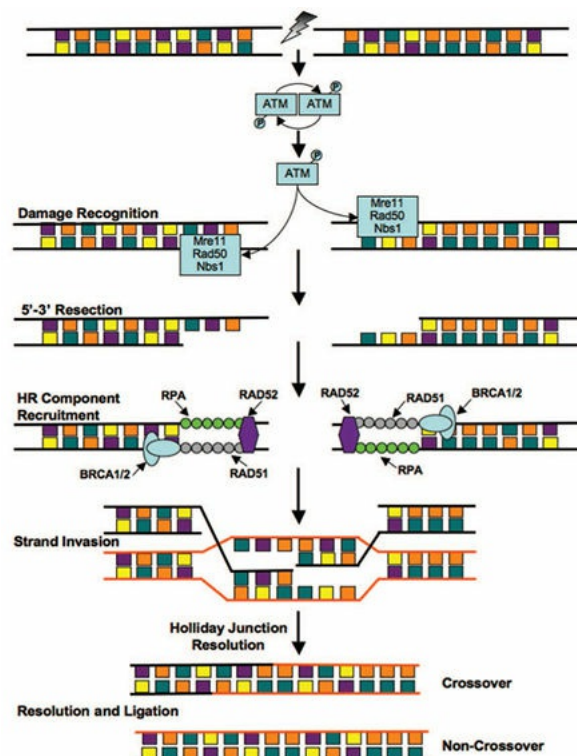 P
ATM ATM
P
P
ATM
Damage Recognition
Mre11
Rad50
Nbs1
Mre11
Rad50
Nbs1
5'-3' Resection
HR Component
Recruitment
RPA
RAD52
BRCA1/2
RAD51
RAD52
RAD51
BRCA1/2
RPA
Strand Invasion
Holliday Junction
Resolution
Crossover
Resolution and Ligation
Non-Crossover